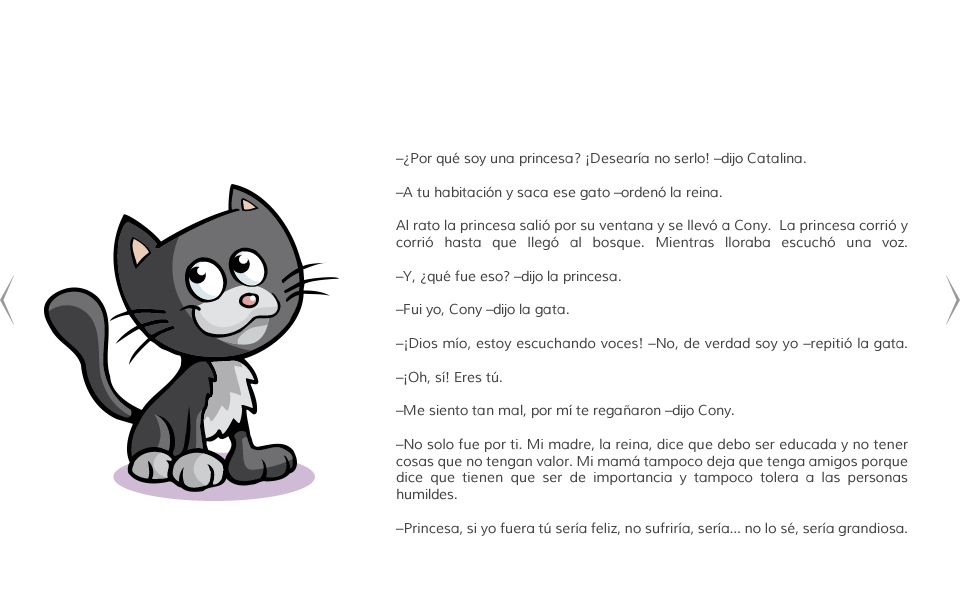 –¿Por qué soy una princesa? ¡Desearía no serlo! –dijo Catalina.
–A tu habitación y saca ese gato –ordenó la reina.
Al rato la princesa salió por su ventana y se llevó a Cony.  La princesa corrió y
corrió hasta que llegó al bosque. Mientras lloraba escuchó una voz.
–Y, ¿qué fue eso? –dijo la princesa.
–Fui yo, Cony –dijo la gata.
–¡Dios mío, estoy escuchando voces! –No, de verdad soy yo –repitió la gata.
–¡Oh, sí! Eres tú.
–Me siento tan mal, por mí te regañaron –dijo Cony.
–No solo fue por ti. Mi madre, la reina, dice que debo ser educada y no tener
cosas que no tengan valor. Mi mamá tampoco deja que tenga amigos porque
dice que tienen que ser de importancia y tampoco tolera a las personas
humildes.
–Princesa, si yo fuera tú sería feliz, no sufriría, sería... no lo sé, sería grandiosa.